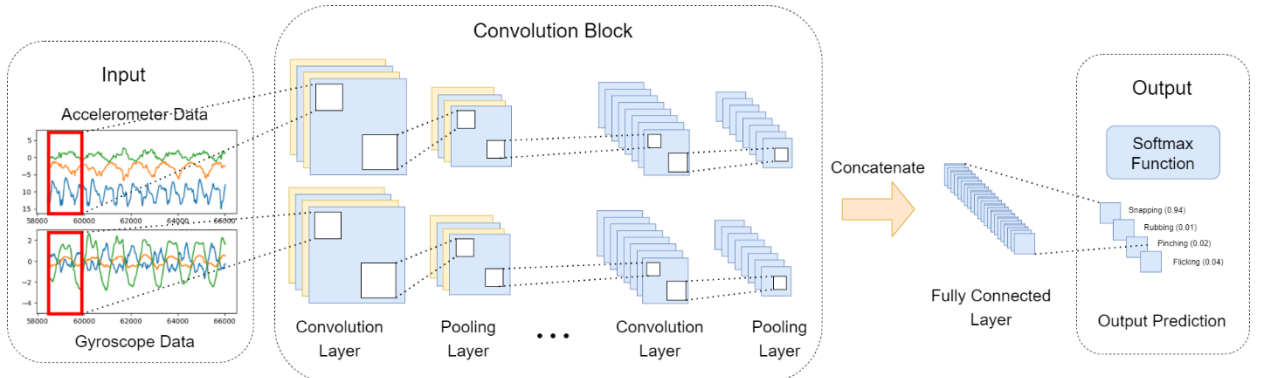 Input
Accelerometer Data
5
0
−5
10
15
58000
60000
62000
64000
66000
2
0
−2
−4
58000
60000
62000
64000
66000
Gyroscope Data
Convolution Block
Convolution
Layer
Pooling
Layer
...
Convolution
Layer
Pooling
Layer
Concatenate
Fully Connected
Layer
Output
Softmax
Function
Snapping (0.94)
Rubbing (0.01)
Pinching (0.02)
Flicking (0.04)
Output Prediction